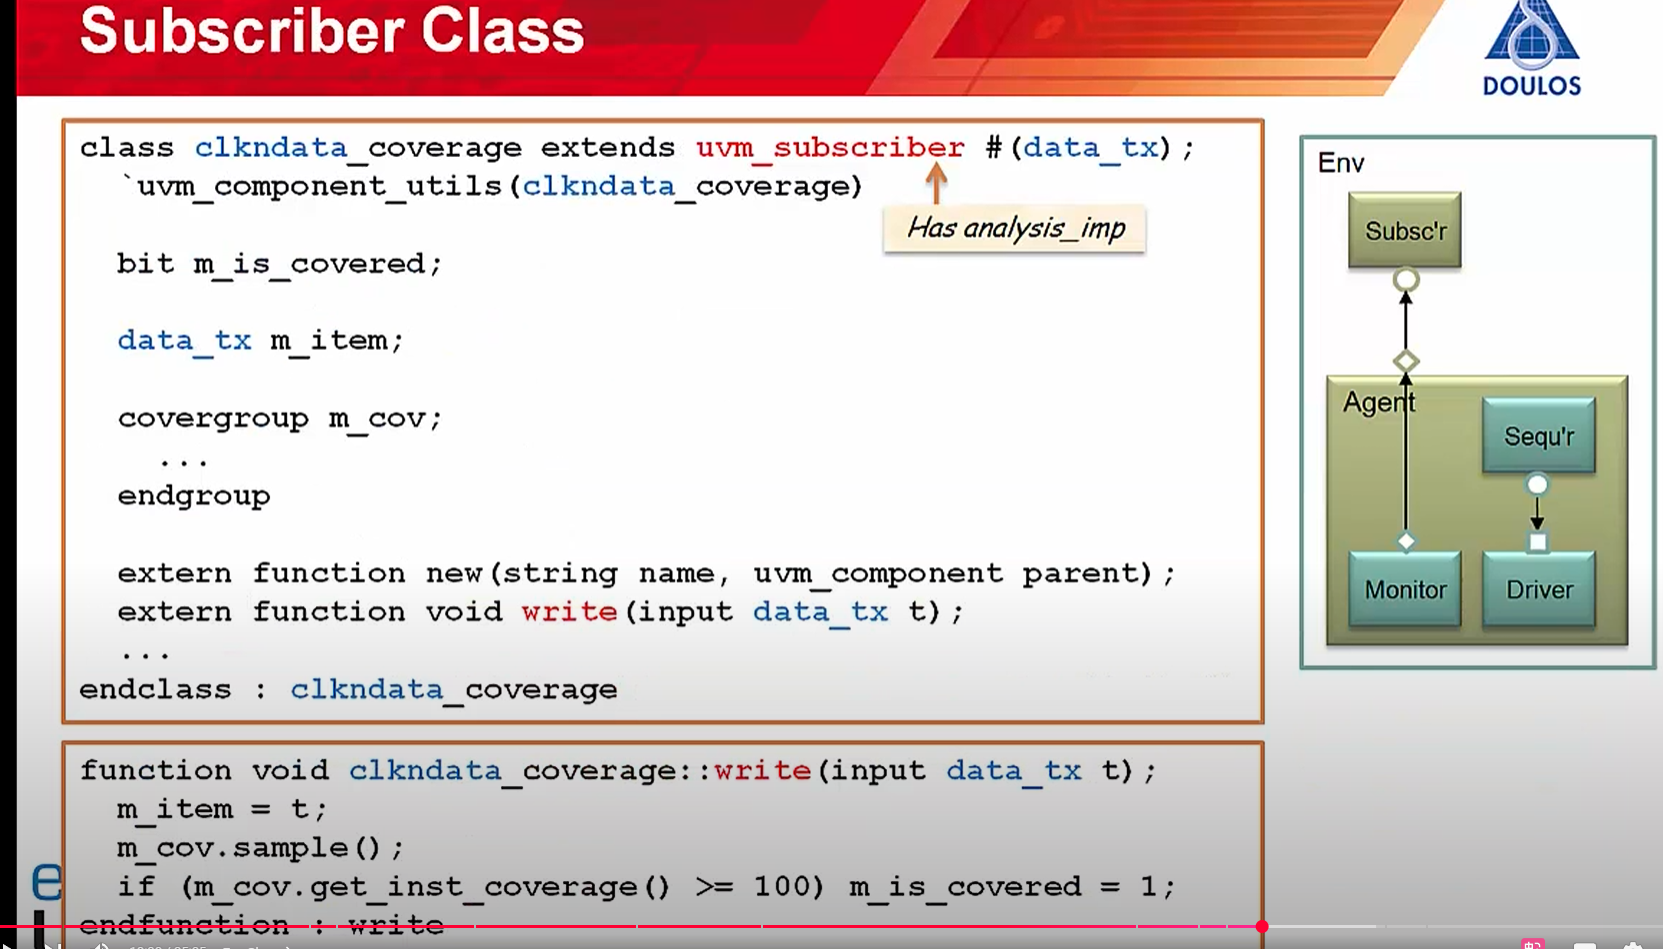 Subscriber Class
DOULOS
class clkndata_coverage extends uvm_subscriber #(data_tx);
`uvm_component_utils(clkndata_coverage)
Has analysis_imp
bit m_is_covered;
data_tx m_item;
covergroup m_cov;
...
endgroup
extern function new(string name, uvm_component parent);
extern function void write(input data_tx t);
...
endclass : clkndata_coverage
Env
Subsc'r
Agent
Sequ'r
Monitor
Driver
function void clkndata_coverage::write(input data_tx t);
m_item = t;
m_cov.sample();
if (m_cov.get_inst_coverage() >= 100) m_is_covered = 1;
endfunction : write
e